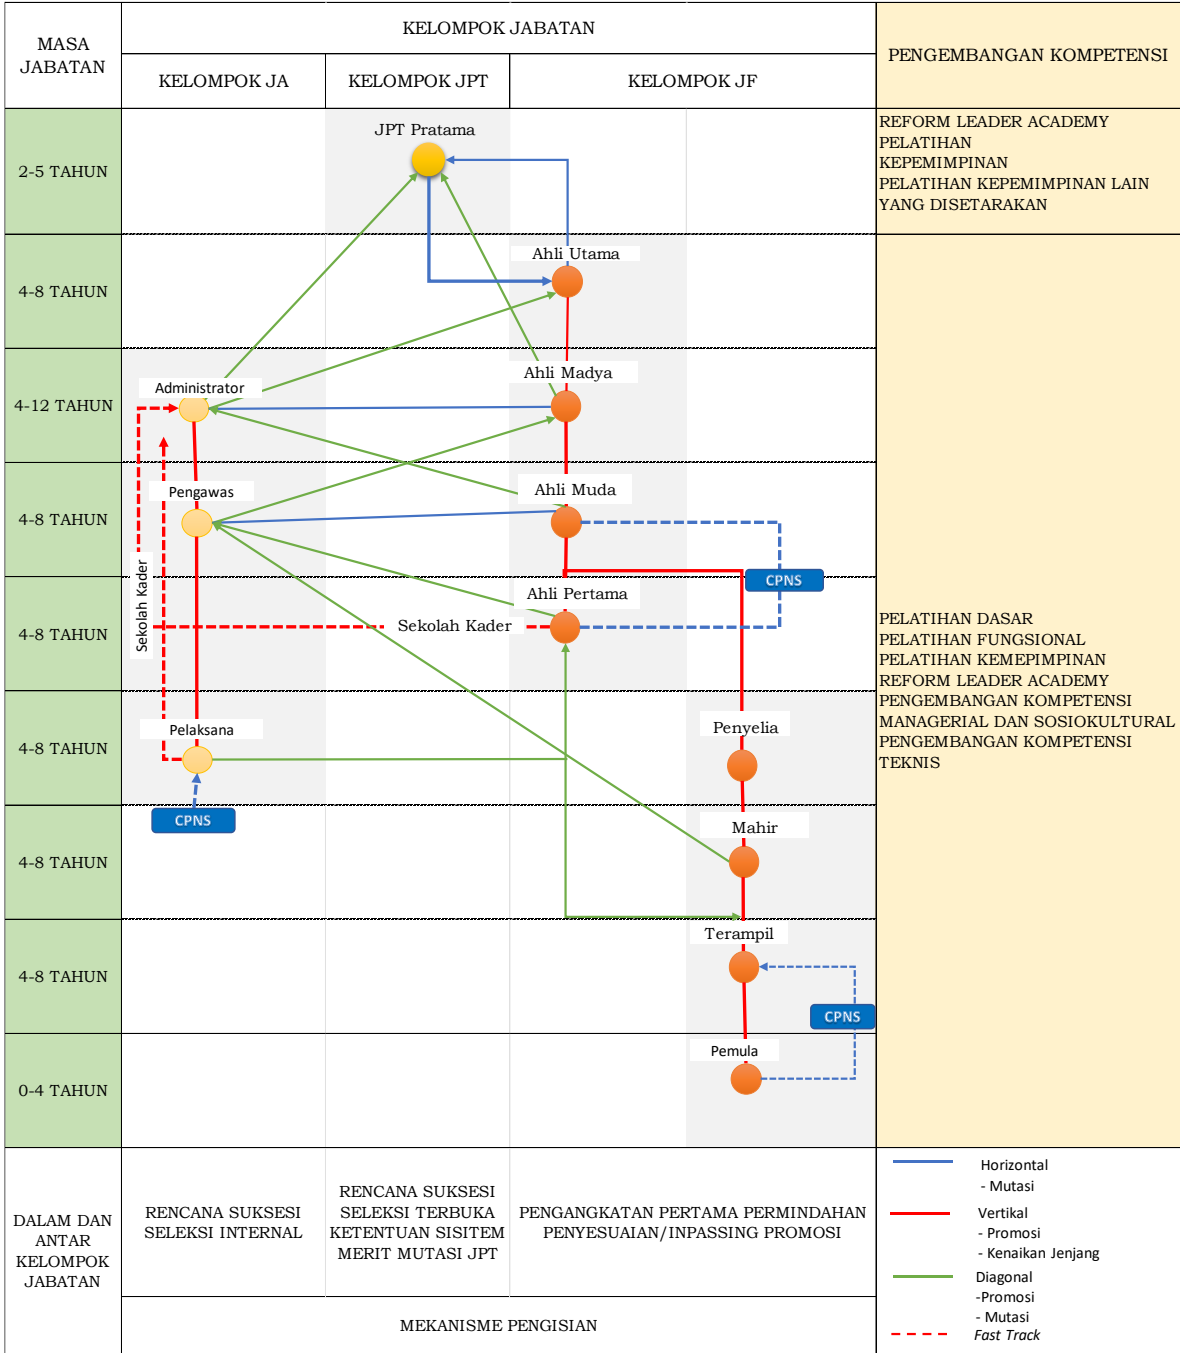 MASA
JABATAN
KELOMPOK JABATAN
PENGEMBANGAN KOMPETENSI
KELOMPOK JA
KELOMPOK JPT
KELOMPOK JF
2-5 TAHUN
JPT Pratama
REFORM LEADER ACADEMY
PELATIHAN
KEPEMIMPINAN
PELATIHAN KEPEMIMPINAN LAIN
YANG DISETARAKAN
4-8 TAHUN
Ahli Utama
4-12 TAHUN
Administrator
Ahli Madya
4-8 TAHUN
Pengawas
Ahli Muda
CPNS
4-8 TAHUN
Sekolah Kader
Sekolah Kader
Ahli Pertama
PELATIHAN DASAR
PELATIHAN FUNGSIONAL
PELATIHAN KEMEPIMPINAN
REFORM LEADER ACADEMY
PENGEMBANGAN KOMPETENSI
MANAGERIAL DAN SOSIOKULTURAL
PENGEMBANGAN KOMPETENSI
TEKNIS
4-8 TAHUN
Pelaksana
Penyelia
CPNS
4-8 TAHUN
Mahir
4-8 TAHUN
Terampil
CPNS
0-4 TAHUN
Pemula
DALAM DAN
ANTAR
KELOMPOK
JABATAN
RENCANA SUKSESI
SELEKSI INTERNAL
RENCANA SUKSESI
SELEKSI TERBUKA
KETENTUAN SISITEM
MERIT MUTASI JPT
PENGANGKATAN PERTAMA PERMINDAHAN
PENYESUAIAN/INPASSING PROMOSI
MEKANISME PENGISIAN
Horizontal
- Mutasi
Vertikal
- Promosi
- Kenaikan Jenjang
Diagonal
-Promosi
- Mutasi
Fast Track